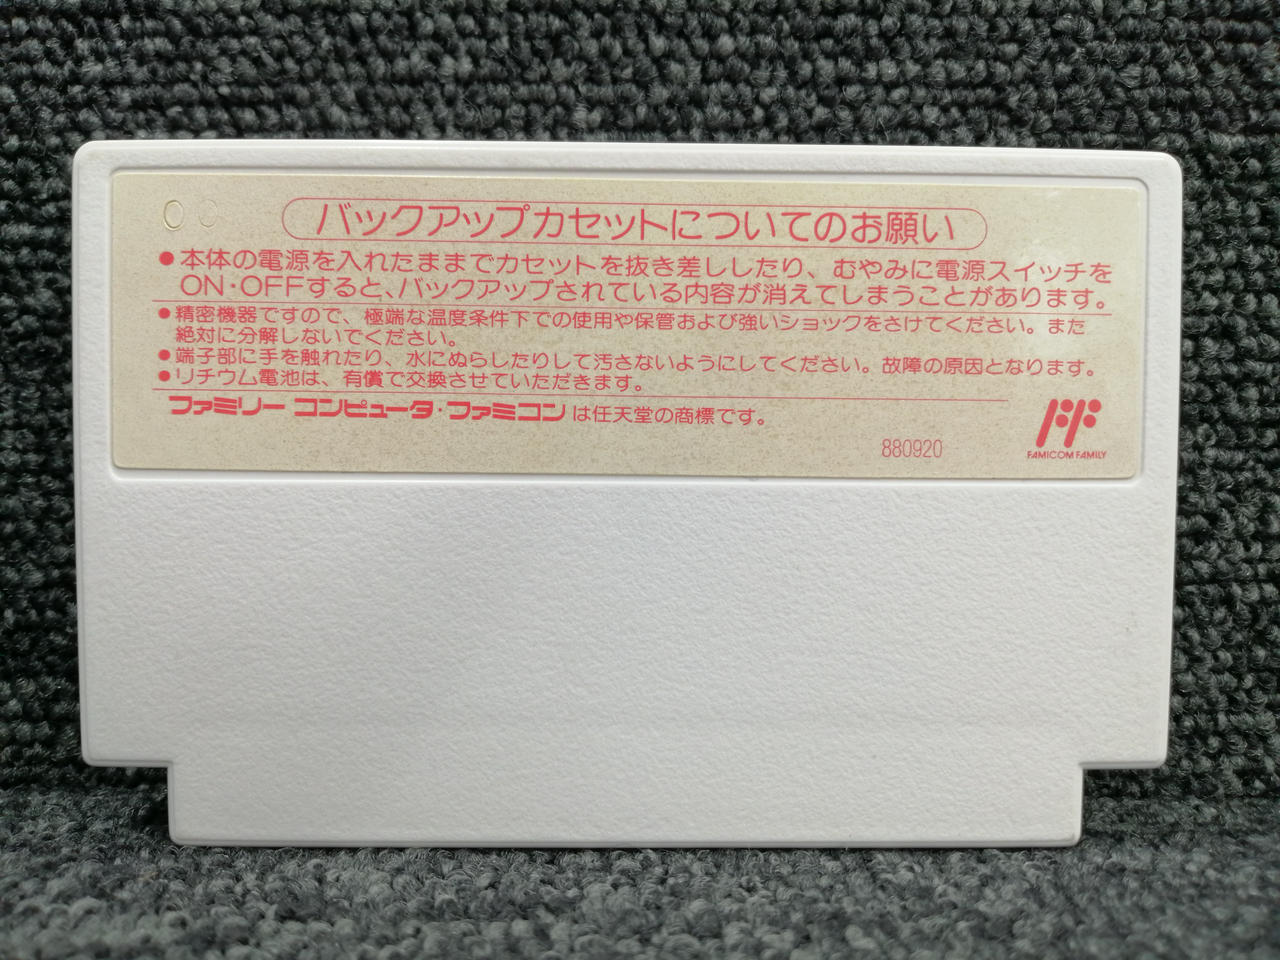 バックアップカセットについてのお願い
●本体の電源を入れたままでカセットを抜き差ししたり、むやみに電源スイッチを
ON・OFFすると、バックアップされている内容が消えてしまうことがあります。
●精密機器ですので、極端な温度条件下での使用や保管および強いショックをさけてください。また
絶対に分解しないでください。
●端子部に手を触れたり、水にぬらしたりして汚さないようにしてください。故障の原因となります。
●リチウム電池は、有償で交換させていただきます。
ファミリー コンピュータ・ファミコン は任天堂の商標です。
880920
FAMICOM FAMILY